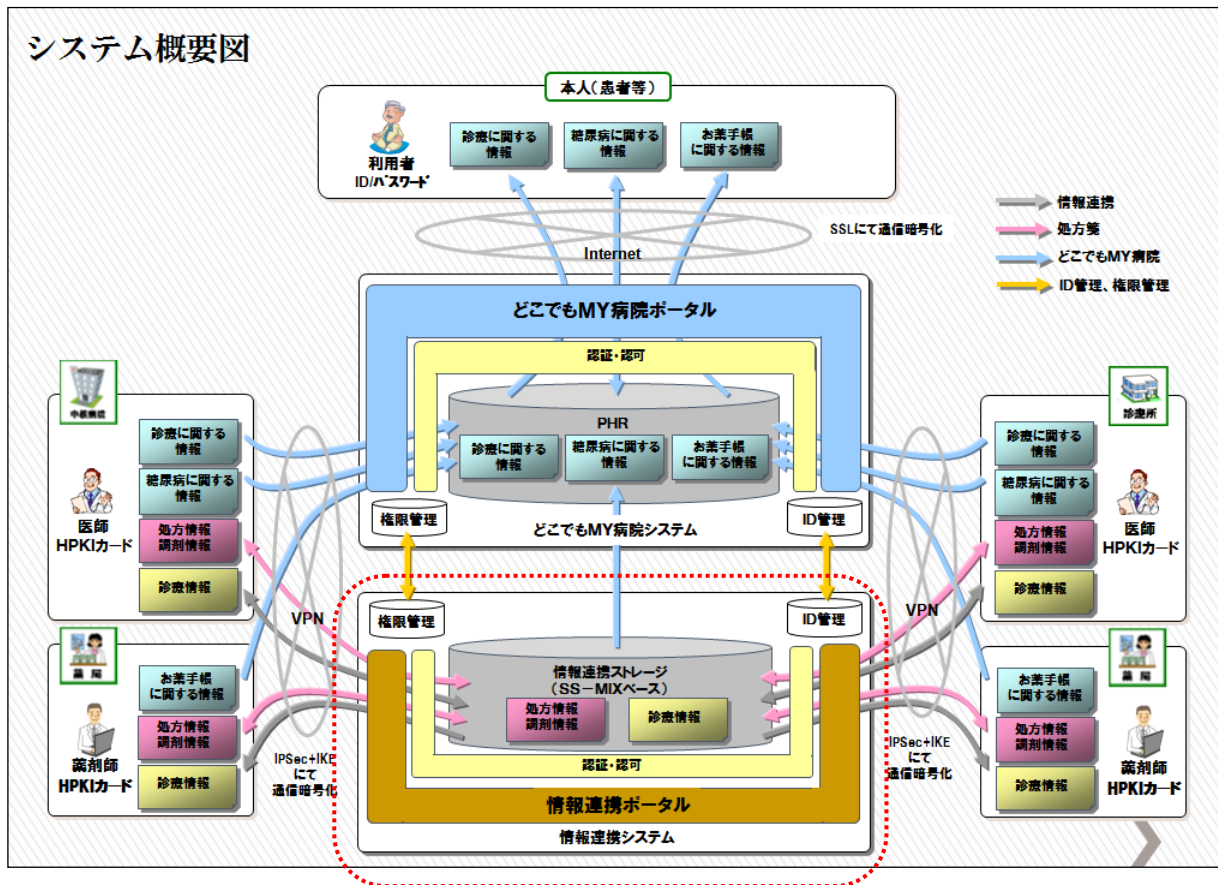 システム概要図
本人(患者等)
利用者
ID/パスワード
診療に関する
情報
糖尿病に関する
情報
お薬手帳
に関する情報
情報連携
処方箋
どこでもMY病院
ID管理、権限管理
SSLにて通信暗号化
Internet
どこでもMY病院ポータル
認証・認可
PHR
診療に関する
情報
糖尿病に関する
情報
お薬手帳
に関する情報
権限管理
ID管理
どこでもMY病院システム
中核病院
診療に関する
情報
糖尿病に関する
情報
処方情報
調剤情報
診療情報
医師
HPKIカード
VPN
薬局
お薬手帳
に関する情報
処方情報
調剤情報
診療情報
薬剤師
HPKIカード
IPSec+IKE
にて
通信暗号化
権限管理
ID管理
情報連携ストレージ
(SS-MIXベース)
処方情報
調剤情報
診療情報
認証・認可
情報連携ポータル
情報連携システム
診療所
診療に関する
情報
糖尿病に関する
情報
処方情報
調剤情報
診療情報
医師
HPKIカード
VPN
薬局
お薬手帳
に関する情報
処方情報
調剤情報
診療情報
薬剤師
HPKIカード
IPSec+IKE
にて
通信暗号化